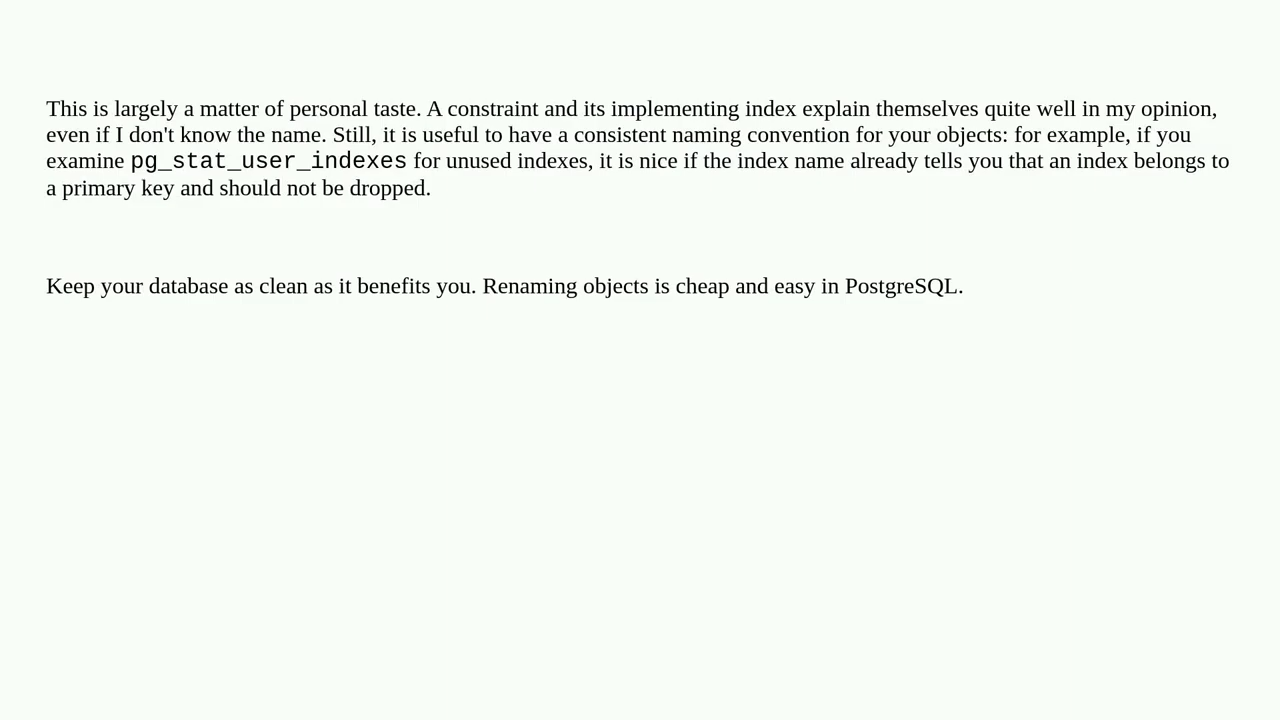 This is largely a matter of personal taste. A constraint and its implementing index explain themselves quite well in my opinion,
even if I don't know the name. Still, it is useful to have a consistent naming convention for your objects: for example, if you
examine pg_stat_user_indexes for unused indexes, it is nice if the index name already tells you that an index belongs to
a primary key and should not be dropped.
Keep your database as clean as it benefits you. Renaming objects is cheap and easy in PostgreSQL.